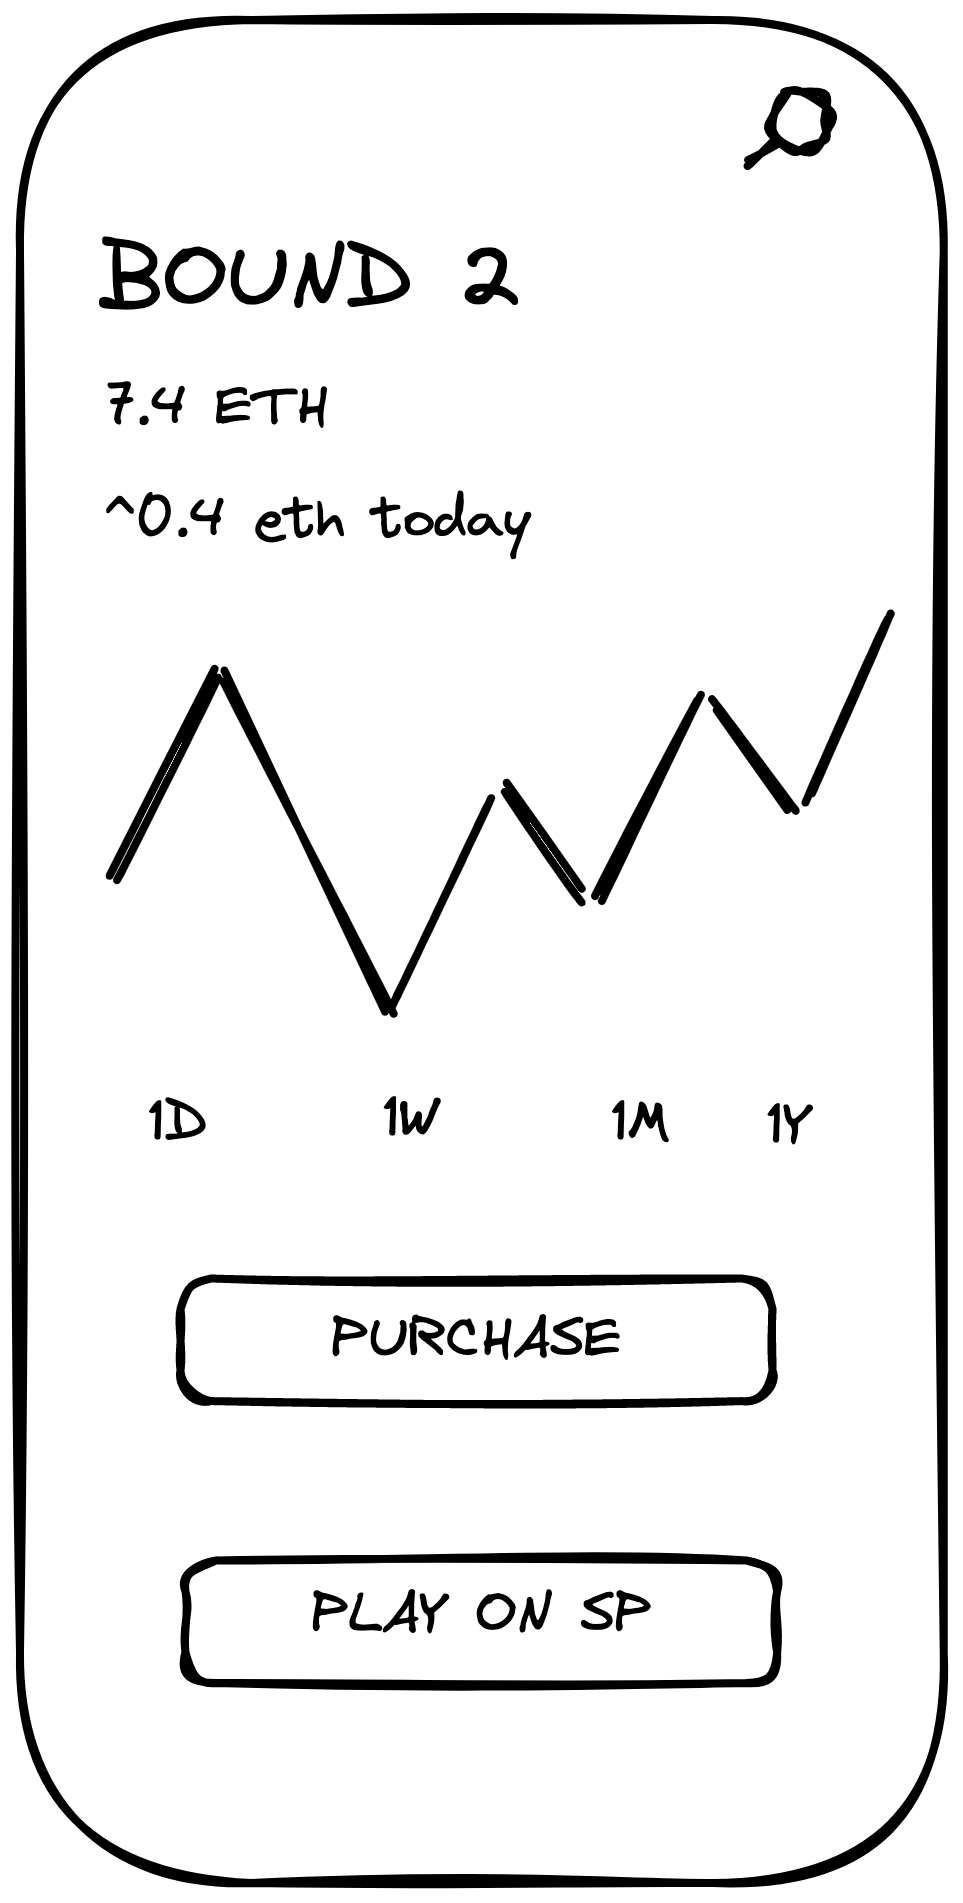 BOUND 2
7.4 ETH
^0.4 eth today
1D 1W 1M 1Y
PURCHASE
PLAY ON SP